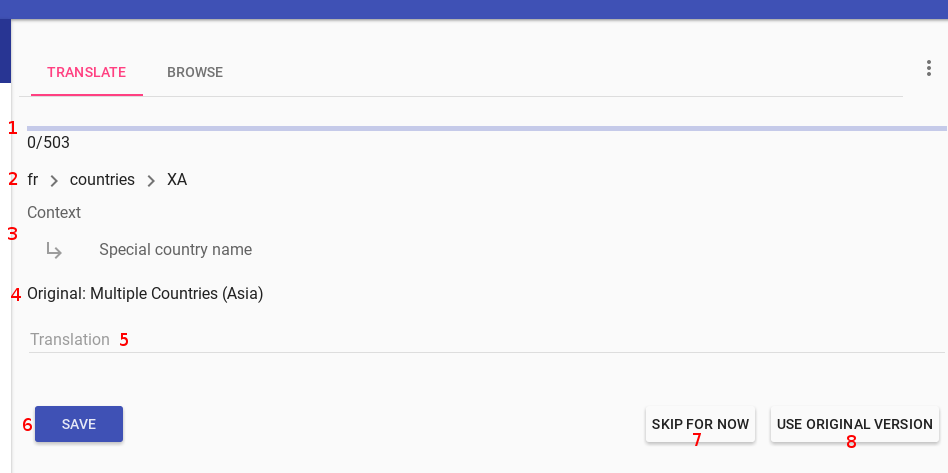 TRANSLATE BROWSE
1
0/503
2 fr > countries > XA
Context
3
Special country name
4 Original: Multiple Countries (Asia)
Translation 5
6 SAVE SKIP FOR NOW USE ORIGINAL VERSION
7 8